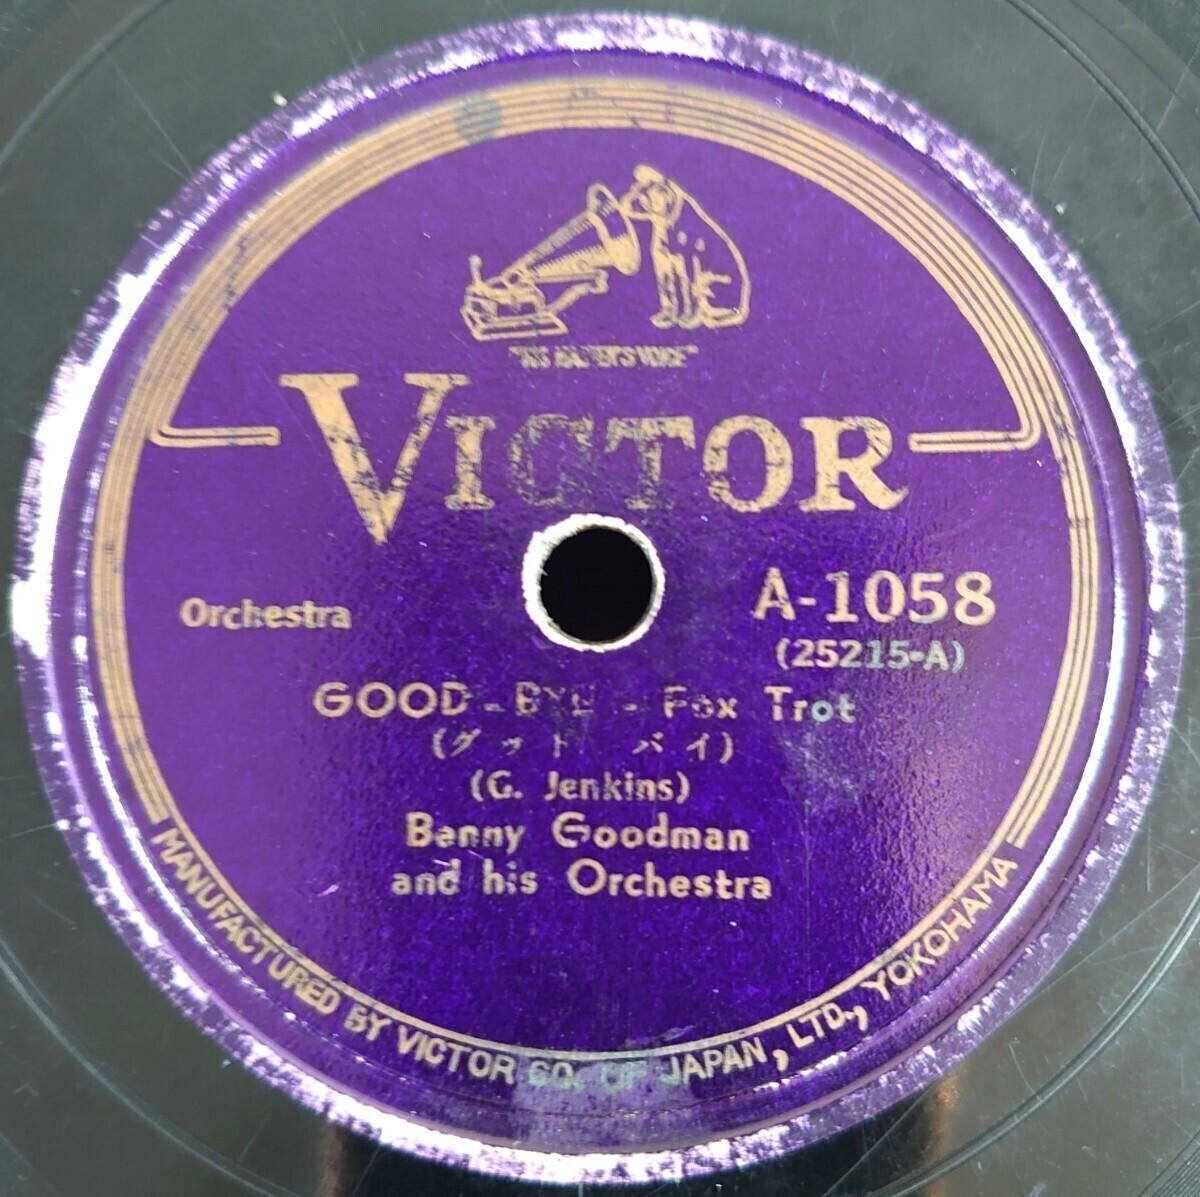 "HIS MASTER'S VOICE"
VICTOR
Orchestra
A-1058
(25215-A)
GOOD-BYE - Fox Trot
(グッド バイ)
(G. Jenkins)
Benny Goodman
and his Orchestra
MANUFACTURED BY VICTOR CO. OF JAPAN, LTD., YOKOHAMA